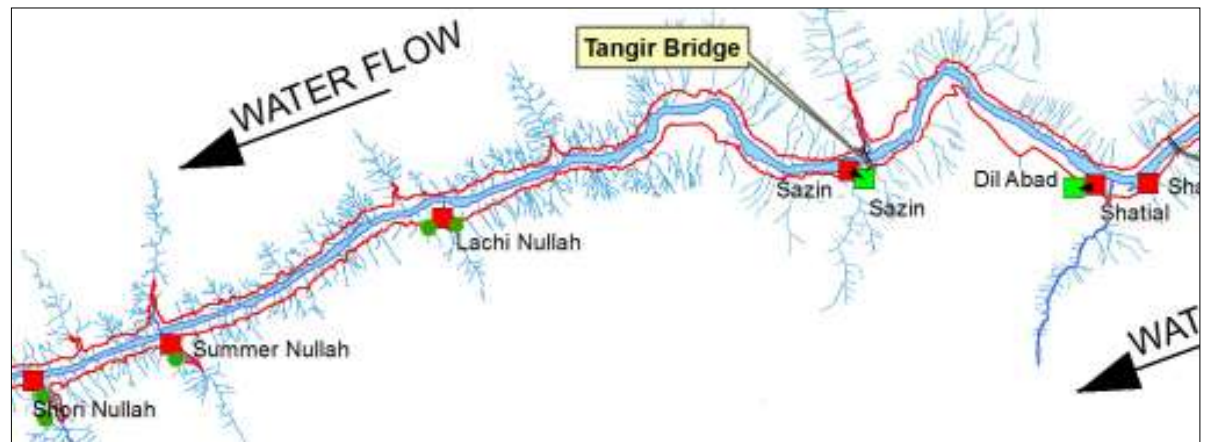 WATER FLOW
Tangir Bridge
Sazin
Sazin
Dil Abad
Shatial
Lachi Nullah
Summer Nullah
Shori Nullah